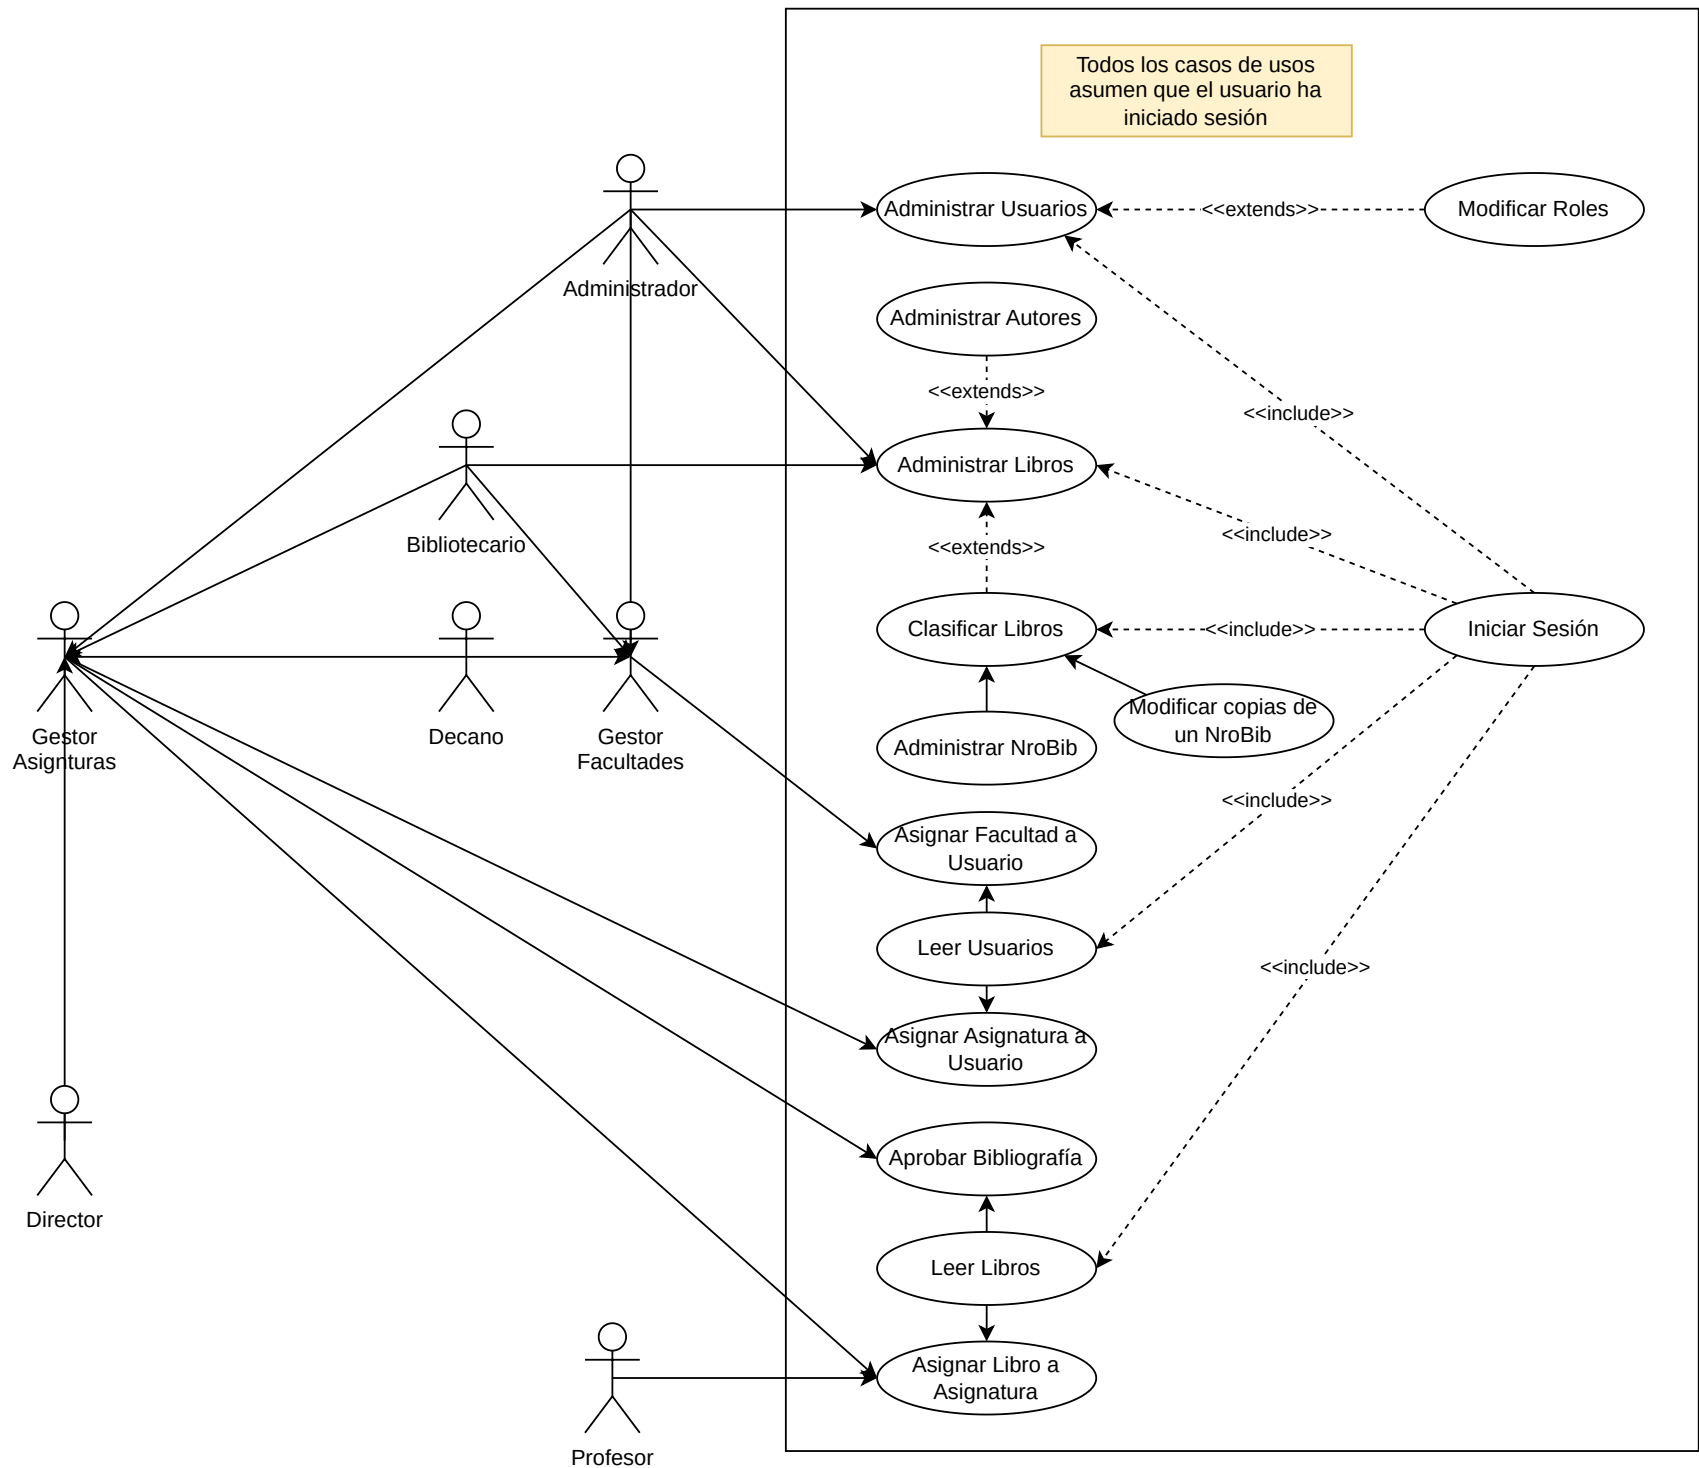 Todos los casos de usos
asumen que el usuario ha
iniciado sesión
Administrar Usuarios
<<extends>>
Modificar Roles
Administrador
Administrar Autores
<<extends>>
<<include>>
Administrar Libros
Bibliotecario
<<extends>>
<<include>>
Clasificar Libros
<<include>>
Iniciar Sesión
Modificar copias de
un NroBib
Gestor
Asignturas
Decano
Gestor
Facultades
Administrar NroBib
<<include>>
Asignar Facultad a
Usuario
Leer Usuarios
<<include>>
Asignar Asignatura a
Usuario
Aprobar Bibliografía
Director
Leer Libros
Asignar Libro a
Asignatura
Profesor